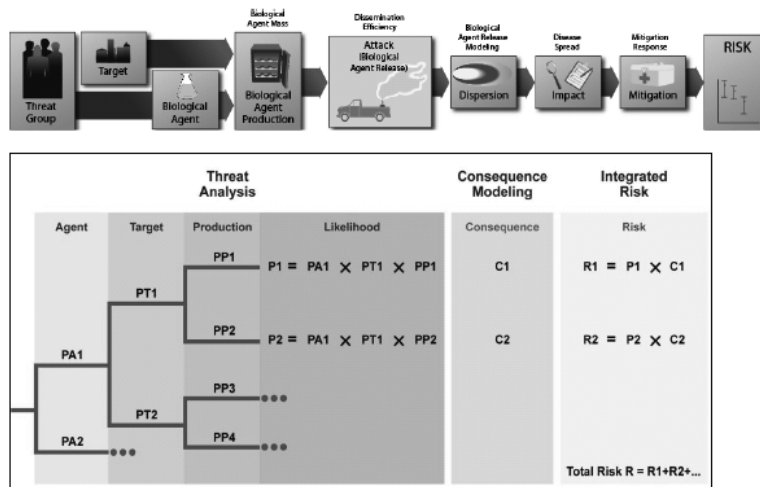 Biological
Agent Mass
Dissemination
Efficiency
Biological
Agent Release
Modeling
Disease
Spread
Mitigation
Response
Threat
Group
Target
Biological
Agent
Biological
Agent
Production
Attack
(Biological
Agent Release)
Dispersion
Impact
Mitigation
RISK
Threat
Analysis
Consequence
Modeling
Integrated
Risk
Agent Target Production Likelihood Consequence Risk
PP1
P1 = PA1 × PT1 × PP1 C1 R1 = P1 × C1
PT1
PP2
P2 = PA1 × PT1 × PP2 C2 R2 = P2 × C2
PA1
PP3
PT2
PP4
PA2
Total Risk R = R1+R2+...